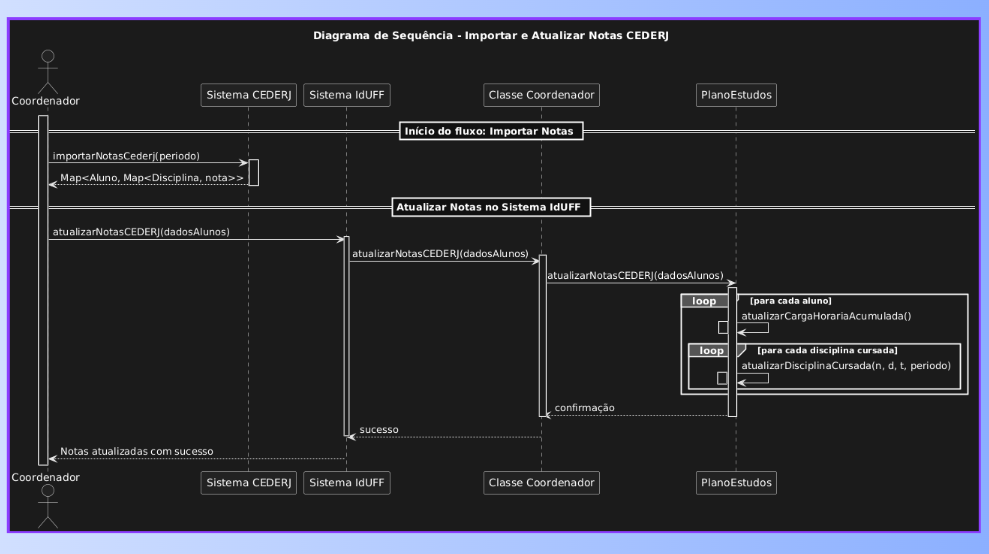 Diagrama de Sequência - Importar e Atualizar Notas CEDERJ
Coordenador
Sistema CEDERJ
Sistema IdUFF
Classe Coordenador
PlanoEstudos
Início do fluxo: Importar Notas
importarNotasCederj(periodo)
Map<Aluno, Map<Disciplina, nota>>
Atualizar Notas no Sistema IdUFF
atualizarNotasCEDERJ(dadosAlunos)
atualizarNotasCEDERJ(dadosAlunos)
atualizarNotasCEDERJ(dadosAlunos)
loop [para cada aluno]
atualizarCargaHorariaAcumulada()
loop [para cada disciplina cursada]
atualizarDisciplinaCursada(n, d, t, periodo)
confirmação
sucesso
Notas atualizadas com sucesso
Coordenador
Sistema CEDERJ
Sistema IdUFF
Classe Coordenador
PlanoEstudos